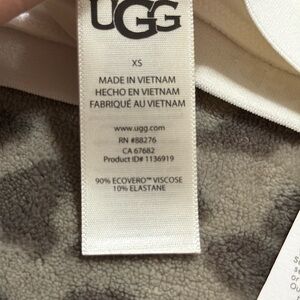 UGG
XS
MADE IN VIETNAM
HECHO EN VIETNAM
FABRIQUÉ AU VIETNAM
www.ugg.com
RN #88276
CA 67682
Product ID# 1136919
90% ECOVERO™ VISCOSE
10% ELASTANE